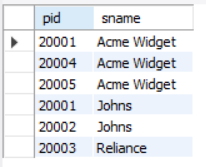 pid sname
20001 Acme Widget
20004 Acme Widget
20005 Acme Widget
20001 Johns
20002 Johns
20003 Reliance